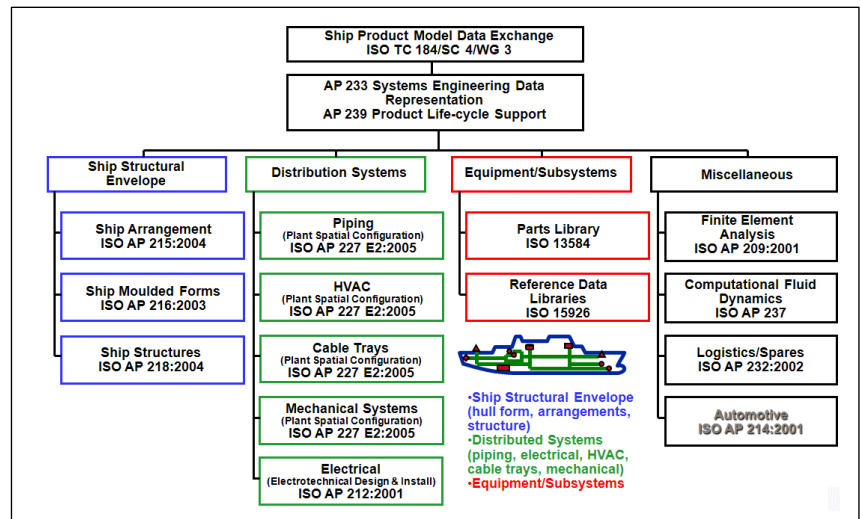 Ship Product Model Data Exchange
ISO TC 184/SC 4/WG 3
AP 233 Systems Engineering Data
Representation
AP 239 Product Life-cycle Support
Ship Structural
Envelope
Distribution Systems
Equipment/Subsystems
Miscellaneous
Ship Arrangement
ISO AP 215:2004
Ship Moulded Forms
ISO AP 216:2003
Ship Structures
ISO AP 218:2004
Piping
(Plant Spatial Configuration)
ISO AP 227 E2:2005
HVAC
(Plant Spatial Configuration)
ISO AP 227 E2:2005
Cable Trays
(Plant Spatial Configuration)
ISO AP 227 E2:2005
Mechanical Systems
(Plant Spatial Configuration)
ISO AP 227 E2:2005
Electrical
(Electrotechnical Design & Install)
ISO AP 212:2001
Parts Library
ISO 13584
Reference Data
Libraries
ISO 15926
•Ship Structural Envelope
(hull form, arrangements,
structure)
•Distributed Systems
(piping, electrical, HVAC,
cable trays, mechanical)
•Equipment/Subsystems
Finite Element
Analysis
ISO AP 209:2001
Computational Fluid
Dynamics
ISO AP 237
Logistics/Spares
ISO AP 232:2002
Automotive
ISO AP 214:2001